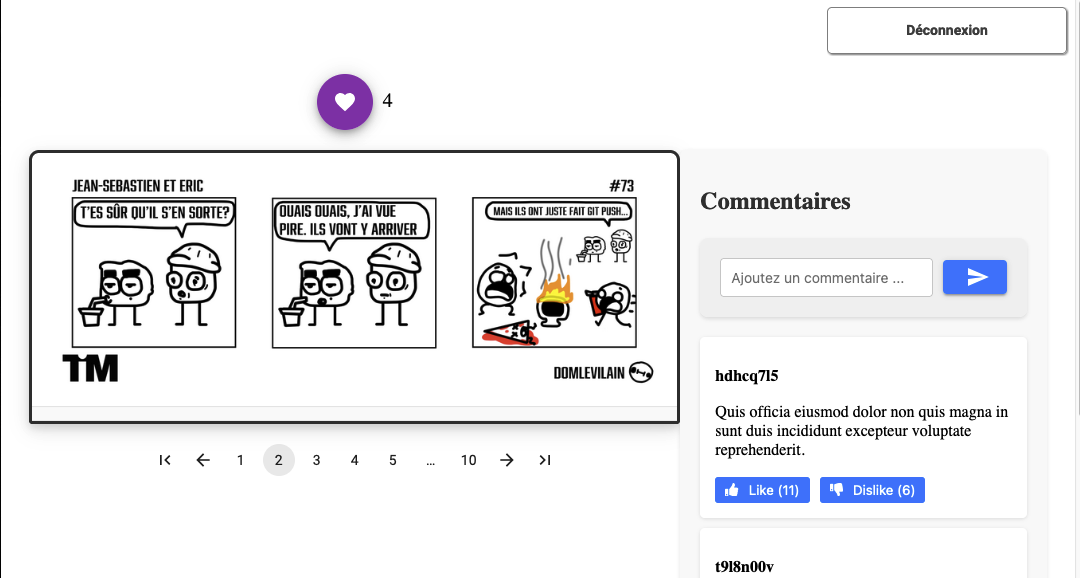 Déconnexion
4
JEAN-SEBASTIEN ET ERIC
#73
T'ES SÛR QU'IL S'EN SORTE?
OUAIS OUAIS, J'AI VUE
PIRE. ILS VONT Y ARRIVER
MAIS ILS ONT JUSTE FAIT GIT PUSH...
TM
DOMLEVILAIN
1
2
3
4
5
...
10
Commentaires
Ajoutez un commentaire ...
hdhcq7l5
Quis officia eiusmod dolor non quis magna in
sunt duis incididunt excepteur voluptate
reprehenderit.
Like (11)
Dislike (6)
t9l8n00v